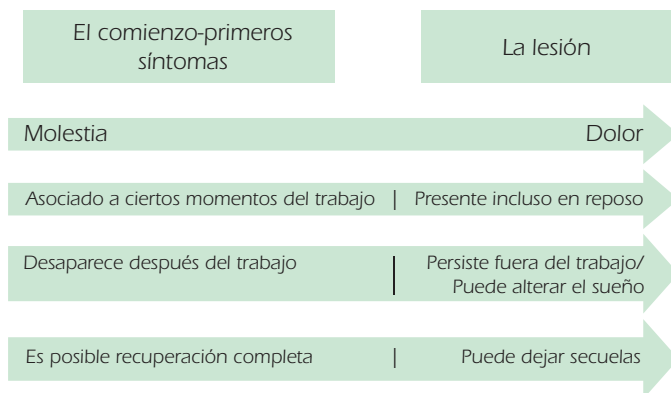 El comienzo-primeros
síntomas
La lesión
Molestia Dolor
Asociado a ciertos momentos del trabajo | Presente incluso en reposo
Desaparece después del trabajo | Persiste fuera del trabajo/
Puede alterar el sueño
Es posible recuperación completa | Puede dejar secuelas